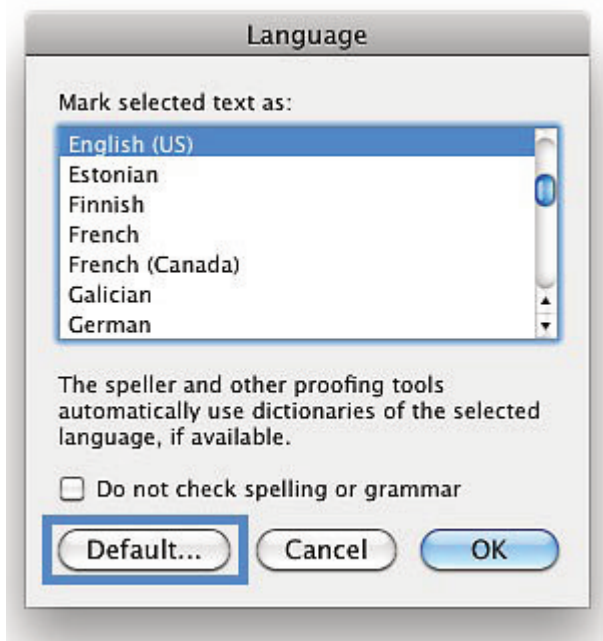 Language
Mark selected text as:
English (US)
Estonian
Finnish
French
French (Canada)
Galician
German
The speller and other proofing tools
automatically use dictionaries of the selected
language, if available.
Do not check spelling or grammar
Default... Cancel OK